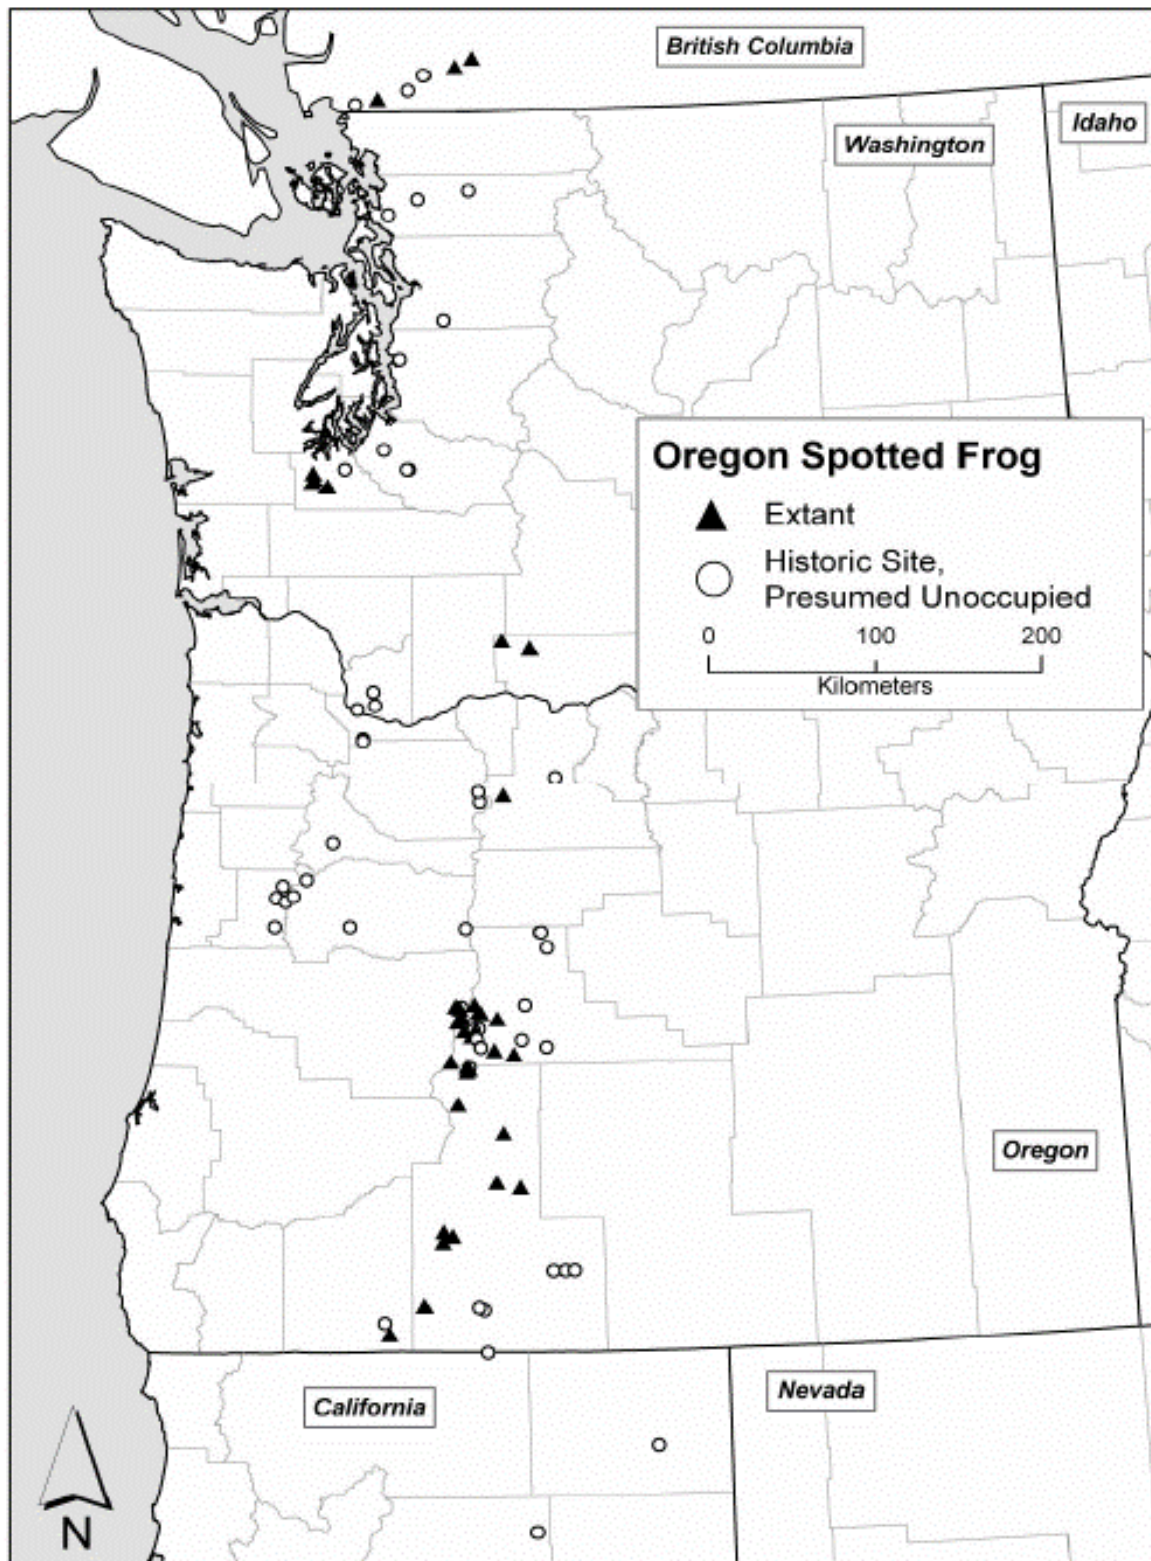 British Columbia
Idaho
Washington
Oregon Spotted Frog
Extant
Historic Site,
Presumed Unoccupied
0 100 200
Kilometers
Oregon
Nevada
California
N